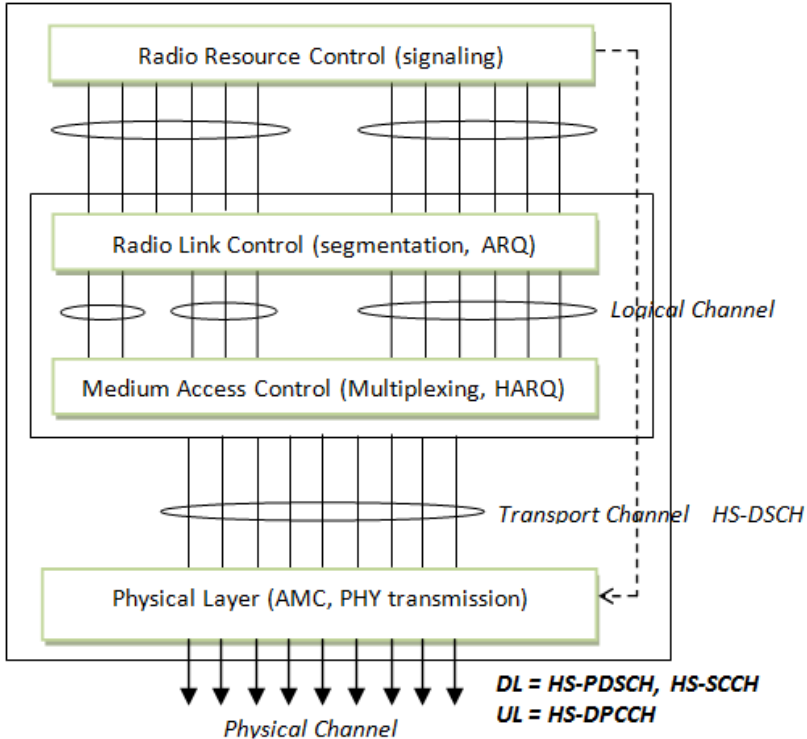 Radio Resource Control (signaling)
Radio Link Control (segmentation, ARQ)
Logical Channel
Medium Access Control (Multiplexing, HARQ)
Transport Channel HS-DSCH
Physical Layer (AMC, PHY transmission)
DL = HS-PDSCH, HS-SCCH
UL = HS-DPCCH
Physical Channel